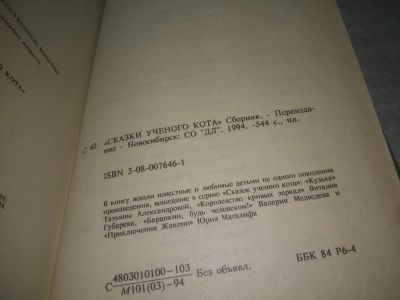 КОТА»
С 42 «СКАЗКИ УЧЕНОГО КОТА» Сборник. - Переизда-
ние - Новосибирск: СО "ДЛ". 1994. -544 с., ил.
ISBN 5-08-007646-1
В книгу вошли известные и любимые детьми не одного поколения
произведения, вошедшие в серию «Сказок ученого кота»: «Кузька»
Татьяны Александровой, «Королевство кривых зеркал» Виталия
Губарева, «Баранкин, будь человеком!» Валерия Медведева и
«Приключения Жакони» Юрия Магалифа
С 4803010100-103
М101(03)-94 Без объявл.
ББК 84 Р6-4